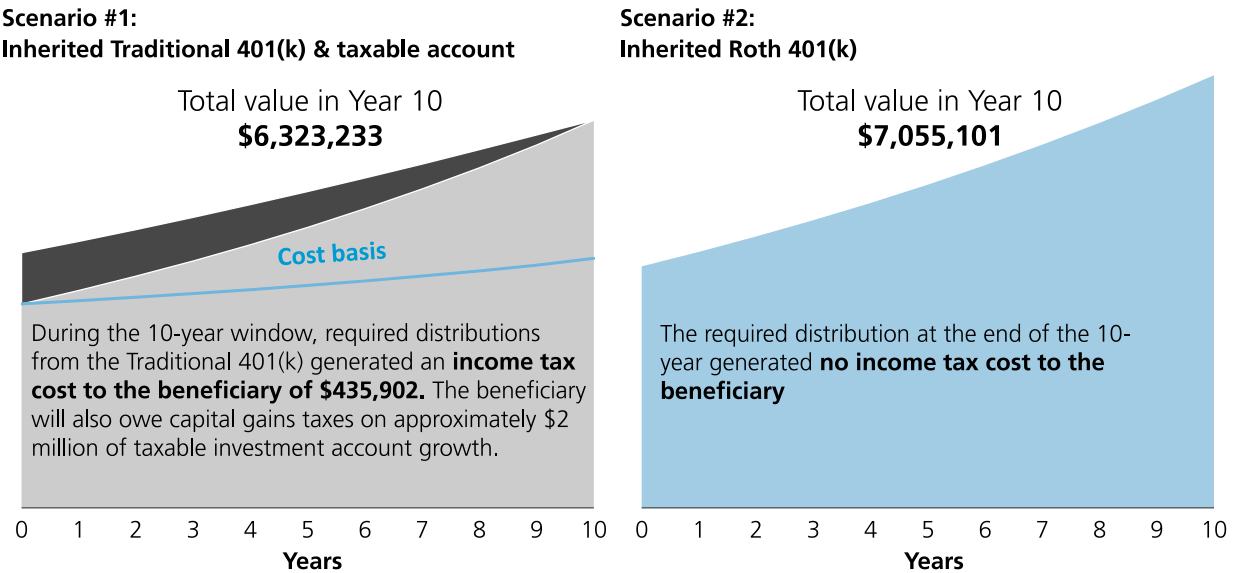 Scenario #1:
Inherited Traditional 401(k) & taxable account
Total value in Year 10
$6,323,233
Cost basis
During the 10-year window, required distributions
from the Traditional 401(k) generated an income tax
cost to the beneficiary of $435,902. The beneficiary
will also owe capital gains taxes on approximately $2
million of taxable investment account growth.
0 1 2 3 4 5 6 7 8 9 10
Years
Scenario #2:
Inherited Roth 401(k)
Total value in Year 10
$7,055,101
The required distribution at the end of the 10-
year generated no income tax cost to the
beneficiary
0 1 2 3 4 5 6 7 8 9 10
Years